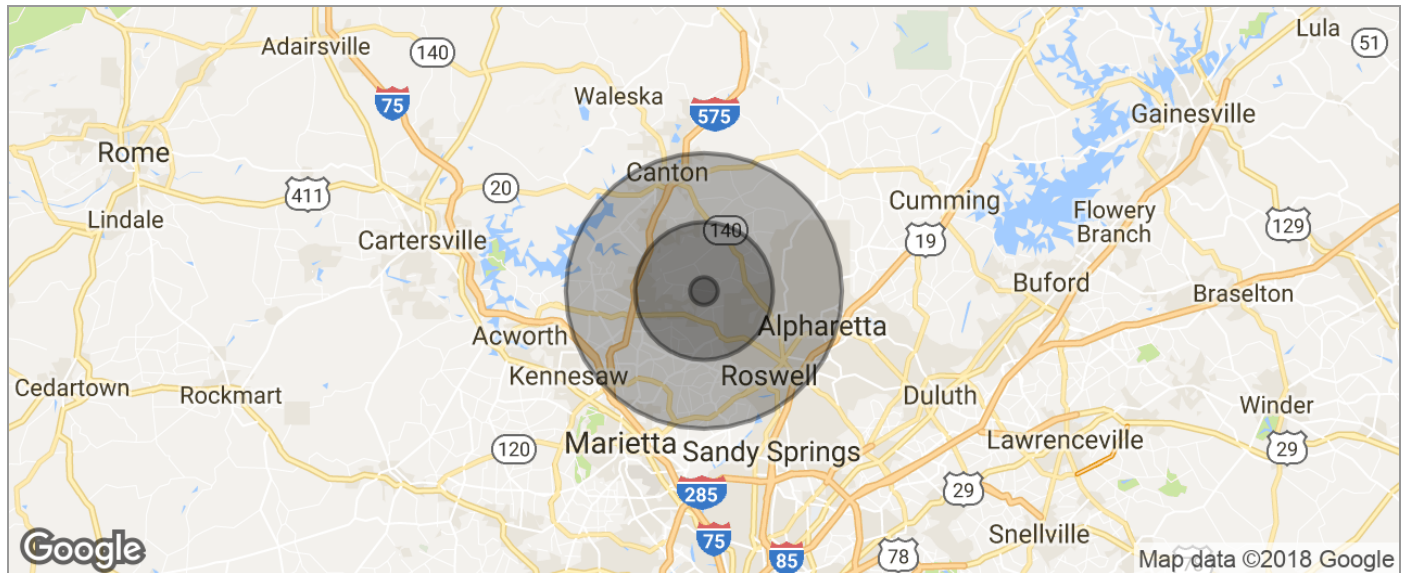 Lula
51
Adairsville
140
75
Waleska
575
Gainesville
Rome
Canton
411
20
Cumming
Lindale
Flowery
Branch
129
140
19
Cartersville
Buford
Braselton
Acworth
Alpharetta
Kennesaw
Roswell
Cedartown
Rockmart
Duluth
Winder
120
Marietta
Sandy Springs
Lawrenceville
29
285
29
Snellville
75
85
78
Google
Map data ©2018 Google